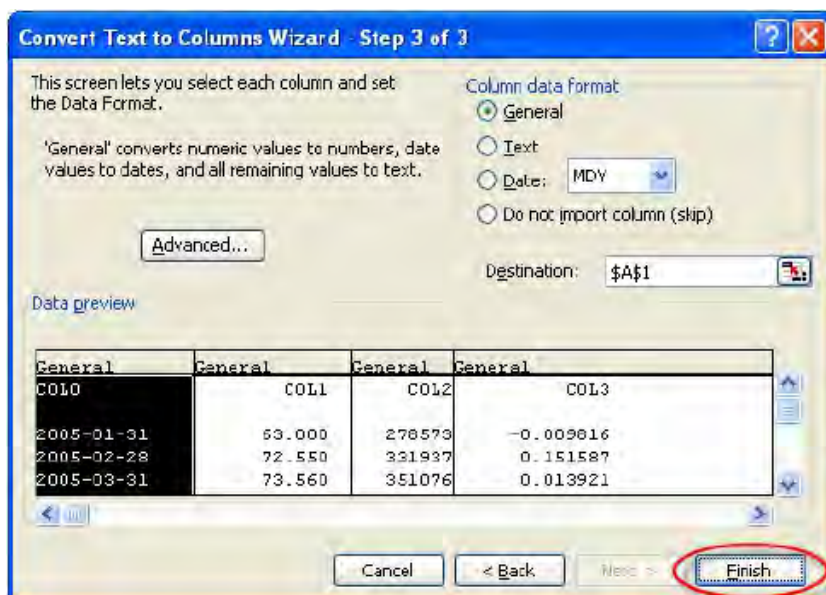 Convert Text to Columns Wizard - Step 3 of 3
This screen lets you select each column and set
the Data Format.
'General' converts numeric values to numbers, date
values to dates, and all remaining values to text.
Advanced...
Column data format
General
Text
Date: MDY
Do not import column (skip)
Destination: $A$1
Data preview
General General General General
COL0 COL1 COL2 COL3
2005-01-31 63.000 278573 -0.009816
2005-02-28 72.550 331937 0.151587
2005-03-31 73.560 351076 0.013921
Cancel < Back Next > Finish